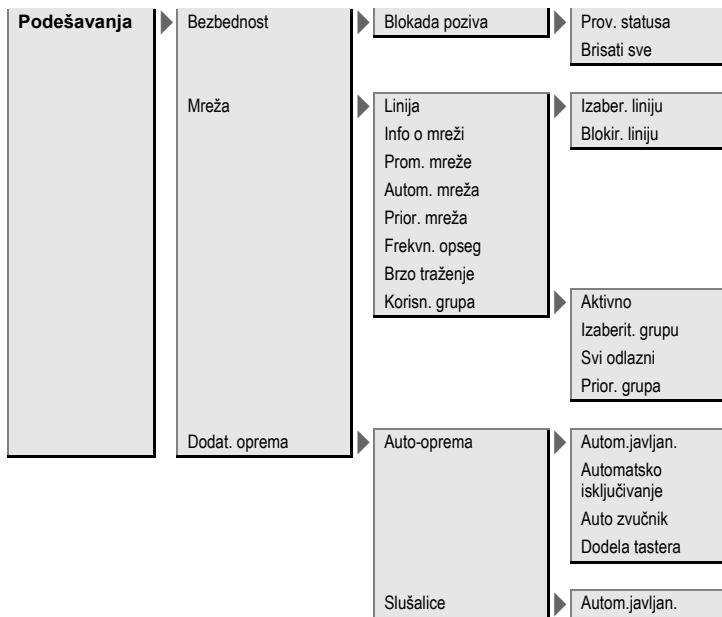 Podešavanja
Bezbednost
Blokada poziva
Prov. statusa
Brisati sve
Mreža
Linija
Izaber. liniju
Blokir. liniju
Info o mreži
Prom. mreže
Autom. mreža
Prior. mreža
Frekvn. opseg
Brzo traženje
Korisn. grupa
Aktivno
Izaberit. grupu
Svi odlazni
Prior. grupa
Dodat. oprema
Auto-oprema
Autom.javljan.
Automatsko
isključivanje
Auto zvučnik
Dodela tastera
Slušalice
Autom.javljan.